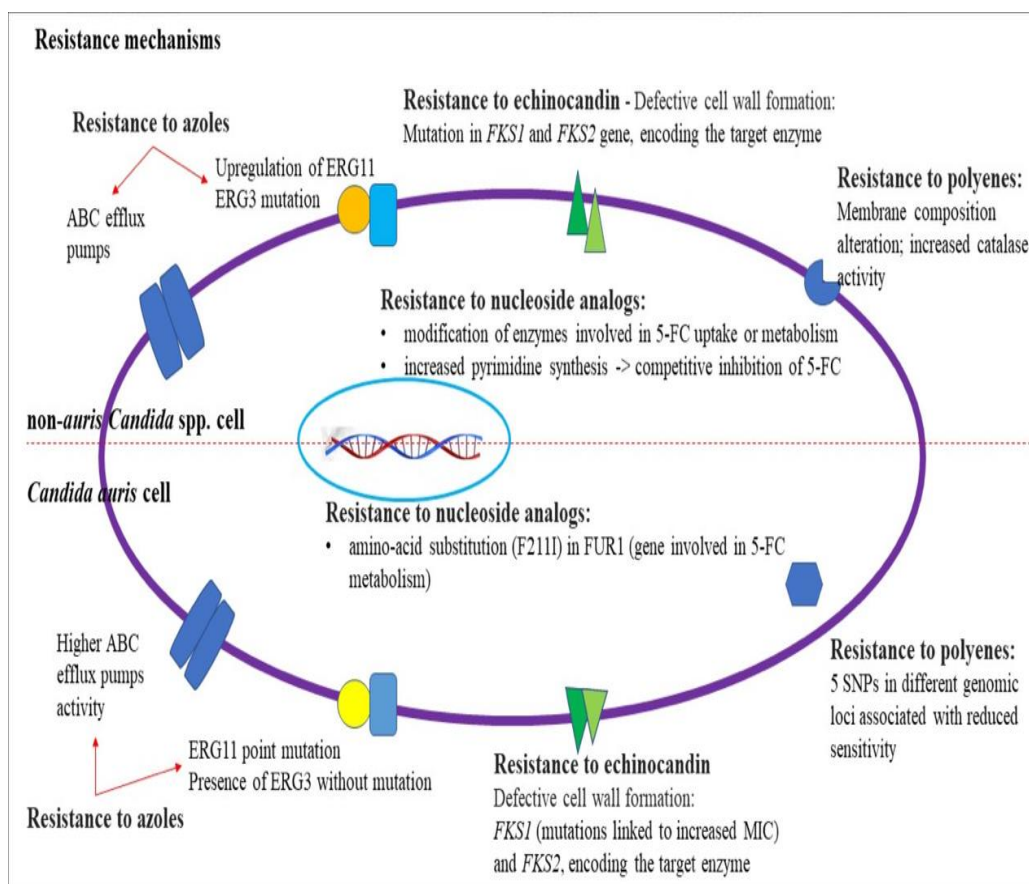 Resistance mechanisms
Resistance to azoles
ABC efflux
pumps
Upregulation of ERG11
ERG3 mutation
Resistance to echinocandin - Defective cell wall formation:
Mutation in FKS1 and FKS2 gene, encoding the target enzyme
Resistance to polyenes:
Membrane composition
alteration; increased catalase
activity
Resistance to nucleoside analogs:
• modification of enzymes involved in 5-FC uptake or metabolism
• increased pyrimidine synthesis -> competitive inhibition of 5-FC
non-auris Candida spp. cell
Candida auris cell
Resistance to nucleoside analogs:
• amino-acid substitution (F211I) in FUR1 (gene involved in 5-FC
metabolism)
Higher ABC
efflux pumps
activity
ERG11 point mutation
Presence of ERG3 without mutation
Resistance to azoles
Resistance to echinocandin
Defective cell wall formation:
FKS1 (mutations linked to increased MIC)
and FKS2, encoding the target enzyme
Resistance to polyenes:
5 SNPs in different genomic
loci associated with reduced
sensitivity